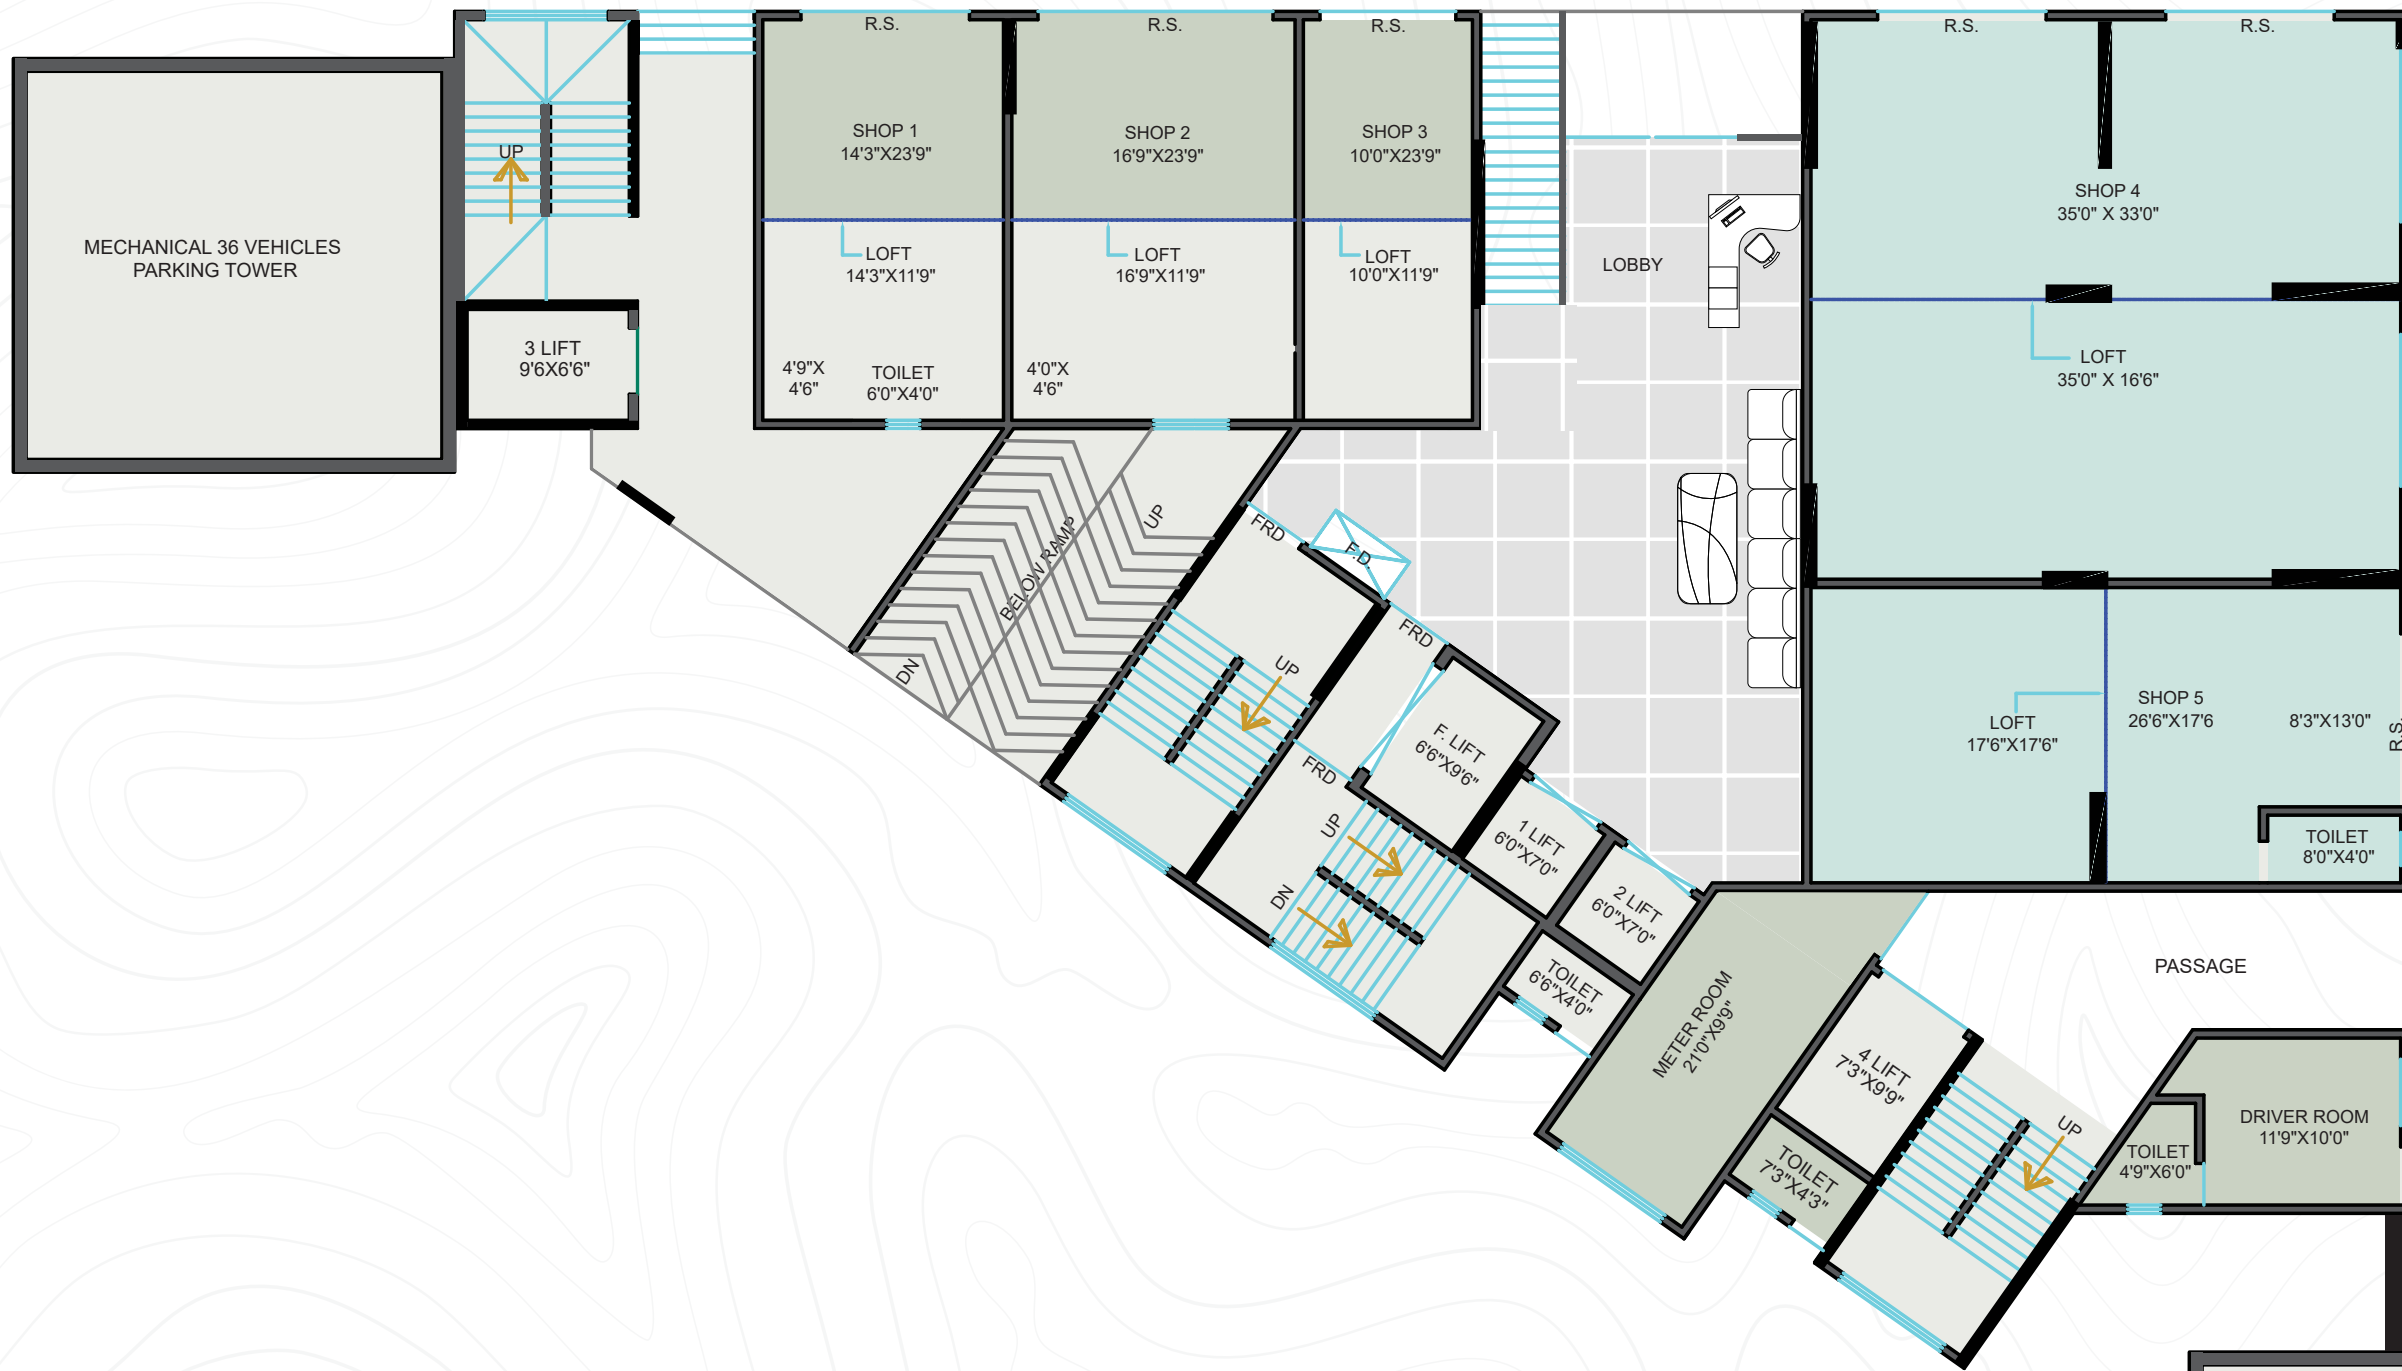 R.S.
R.S.
R.S.
R.S.
R.S.
UP
SHOP 1
14'3"X23'9"
SHOP 2
16'9"X23'9"
SHOP 3
10'0"X23'9"
SHOP 4
35'0" X 33'0"
MECHANICAL 36 VEHICLES
PARKING TOWER
LOFT
14'3"X11'9"
LOFT
16'9"X11'9"
LOFT
10'0"X11'9"
LOBBY
3 LIFT
9'6X6'6"
4'9"X
4'6"
TOILET
6'0"X4'0"
4'0"X
4'6"
LOFT
35'0" X 16'6"
BELOW RAMP
UP
DN
FRD
F.D.
FRD
UP
FRD
F. LIFT
6'6"X9'6"
UP
DN
1 LIFT
6'0"X7'0"
2 LIFT
6'0"X7'0"
TOILET
6'6"X4'0"
LOFT
17'6"X17'6"
SHOP 5
26'6"X17'6
8'3"X13'0"
R.S.
TOILET
8'0"X4'0"
PASSAGE
METER ROOM
21'0"X9'9"
4 LIFT
7'3"X9'9"
TOILET
7'3"X4'3"
UP
TOILET
4'9"X6'0"
DRIVER ROOM
11'9"X10'0"